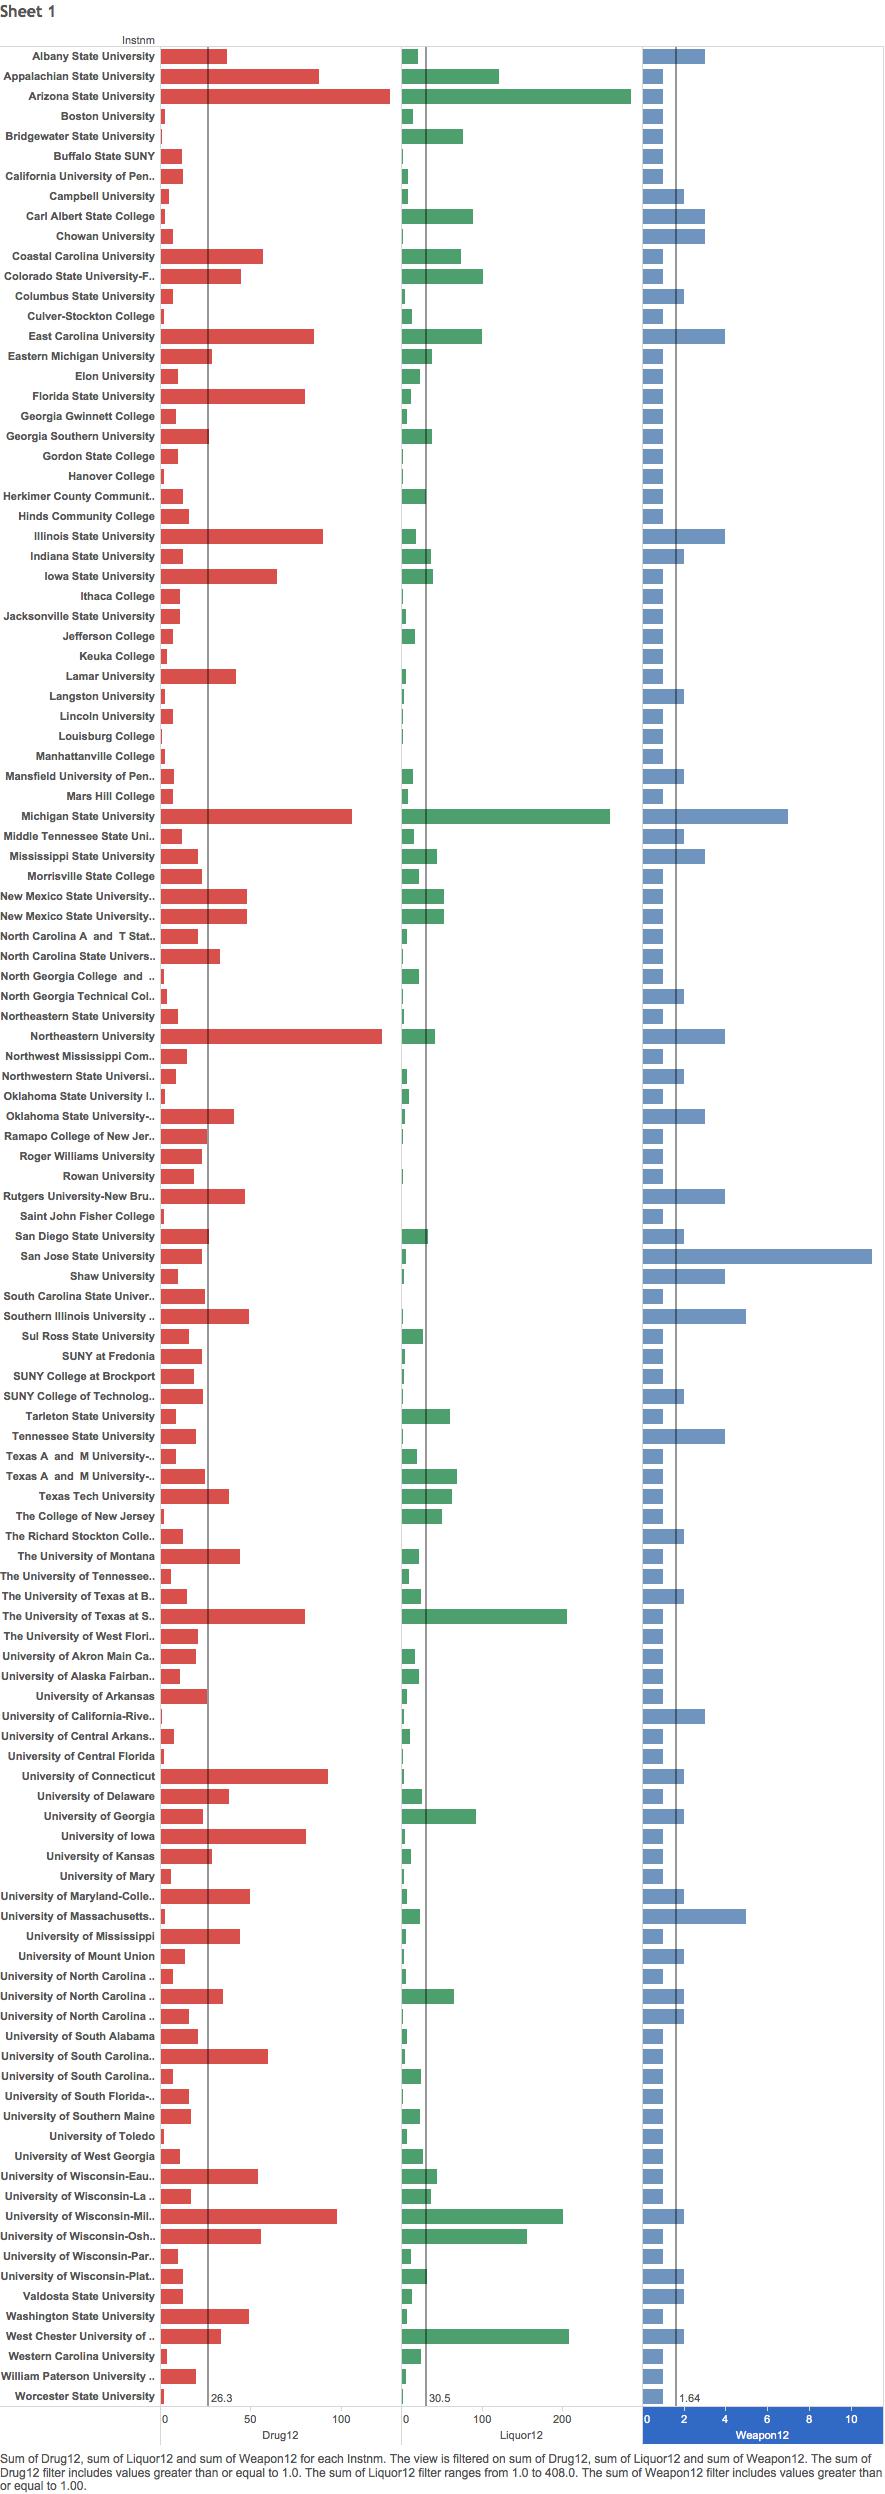 Sheet 1
Instnm
Albany State University
Appalachian State University
Arizona State University
Boston University
Bridgewater State University
Buffalo State SUNY
California University of Pen..
Campbell University
Carl Albert State College
Chowan University
Coastal Carolina University
Colorado State University-F..
Columbus State University
Culver-Stockton College
East Carolina University
Eastern Michigan University
Elon University
Florida State University
Georgia Gwinnett College
Georgia Southern University
Gordon State College
Hanover College
Herkimer County Communit..
Hinds Community College
Illinois State University
Indiana State University
Iowa State University
Ithaca College
Jacksonville State University
Jefferson College
Keuka College
Lamar University
Langston University
Lincoln University
Louisburg College
Manhattanville College
Mansfield University of Pen..
Mars Hill College
Michigan State University
Middle Tennessee State Uni..
Mississippi State University
Morrisville State College
New Mexico State University..
New Mexico State University..
North Carolina A and T Stat..
North Carolina State Univers..
North Georgia College and ..
North Georgia Technical Col..
Northeastern State University
Northeastern University
Northwest Mississippi Com..
Northwestern State Universi..
Oklahoma State University I..
Oklahoma State University-..
Ramapo College of New Jer..
Roger Williams University
Rowan University
Rutgers University-New Bru..
Saint John Fisher College
San Diego State University
San Jose State University
Shaw University
South Carolina State Univer..
Southern Illinois University ..
Sul Ross State University
SUNY at Fredonia
SUNY College at Brockport
SUNY College of Technolog..
Tarleton State University
Tennessee State University
Texas A and M University-..
Texas A and M University-..
Texas Tech University
The College of New Jersey
The Richard Stockton Colle..
The University of Montana
The University of Tennessee..
The University of Texas at B..
The University of Texas at S..
The University of West Flori..
University of Akron Main Ca..
University of Alaska Fairban..
University of Arkansas
University of California-Rive..
University of Central Arkans..
University of Central Florida
University of Connecticut
University of Delaware
University of Georgia
University of Iowa
University of Kansas
University of Mary
University of Maryland-Colle..
University of Massachusetts..
University of Mississippi
University of Mount Union
University of North Carolina ..
University of North Carolina ..
University of North Carolina ..
University of South Alabama
University of South Carolina..
University of South Carolina..
University of South Florida-..
University of Southern Maine
University of Toledo
University of West Georgia
University of Wisconsin-Eau..
University of Wisconsin-La ..
University of Wisconsin-Mil..
University of Wisconsin-Osh..
University of Wisconsin-Par..
University of Wisconsin-Plat..
Valdosta State University
Washington State University
West Chester University of ..
Western Carolina University
William Paterson University ..
Worcester State University 26.3 30.5 1.64
0 50 100 0 100 200 0 2 4 6 8 10
Drug12 Liquor12 Weapon12
Sum of Drug12, sum of Liquor12 and sum of Weapon12 for each Instnm. The view is filtered on sum of Drug12, sum of Liquor12 and sum of Weapon12. The sum of
Drug12 filter includes values greater than or equal to 1.0. The sum of Liquor12 filter ranges from 1.0 to 408.0. The sum of Weapon12 filter includes values greater than
or equal to 1.00.